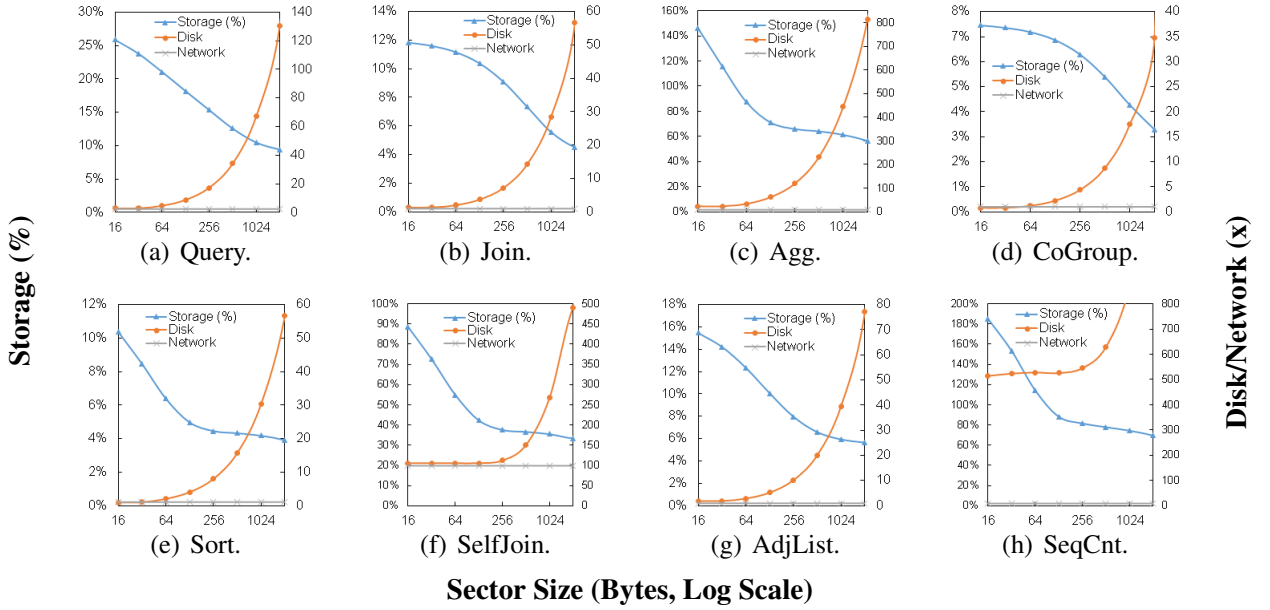 30% 140 14% 60 160% 8% 40
25% 120 12% 50 140% 800 7% 35
20% 100 10% 40 120% 700 6% 30
15% 80 8% 30 100% 600 5% 25
10% 60 6% 20 80% 500 4% 20
5% 40 4% 10 60% 400 3% 15
0% 20 2% 0 40% 300 2% 10
0 0% 20% 200 1% 5
0% 100 0% 0
0
Storage (%) Storage (%) Storage (%) Storage (%)
Disk Disk Disk Disk
Network Network Network Network
16 64 256 1024 16 64 256 1024 16 64 256 1024 16 64 256 1024
(a) Query. (b) Join. (c) Agg. (d) CoGroup.
Storage (%)
Disk/Network (x)
12% 60 100% 500 18% 80 200% 800
10% 50 90% 450 16% 70 180% 700
8% 40 80% 400 14% 60 160% 600
6% 30 70% 350 12% 50 140% 500
4% 20 60% 300 10% 40 120% 400
2% 10 50% 250 8% 30 100% 300
0% 0 40% 200 6% 20 80% 200
30% 150 4% 10 60% 100
20% 100 2% 0 40% 0
10% 50 0% 20%
0% 0 0%
Storage (%) Storage (%) Storage (%) Storage (%)
Disk Disk Disk Disk
Network Network Network Network
16 64 256 1024 16 64 256 1024 16 64 256 1024 16 64 256 1024
(e) Sort. (f) SelfJoin. (g) AdjList. (h) SeqCnt.
Sector Size (Bytes, Log Scale)